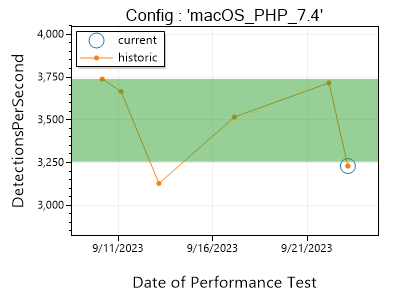 Config : 'macOS_PHP_7.4'
current
historic
DetectionsPerSecond
4,000
3,750
3,500
3,250
3,000
9/11/2023
9/16/2023
9/21/2023
Date of Performance Test